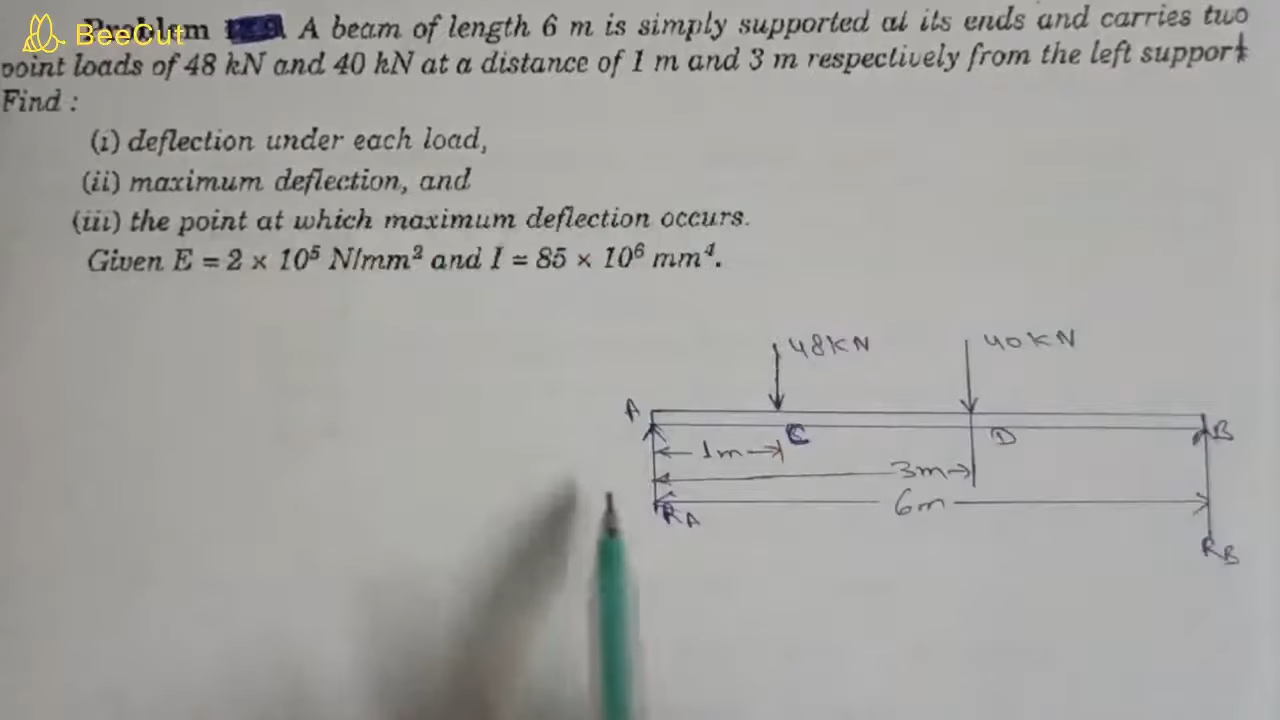 BeeCut
Problem A beam of length 6 m is simply supported at its ends and carries two
point loads of 48 kN and 40 kN at a distance of 1 m and 3 m respectively from the left support
Find :
(i) deflection under each load,
(ii) maximum deflection, and
(iii) the point at which maximum deflection occurs.
Given E = 2 × 10⁵ N/mm² and I = 85 × 10⁶ mm⁴.
48KN 40KN
A C D B
1m
3m
6m
RA
RB